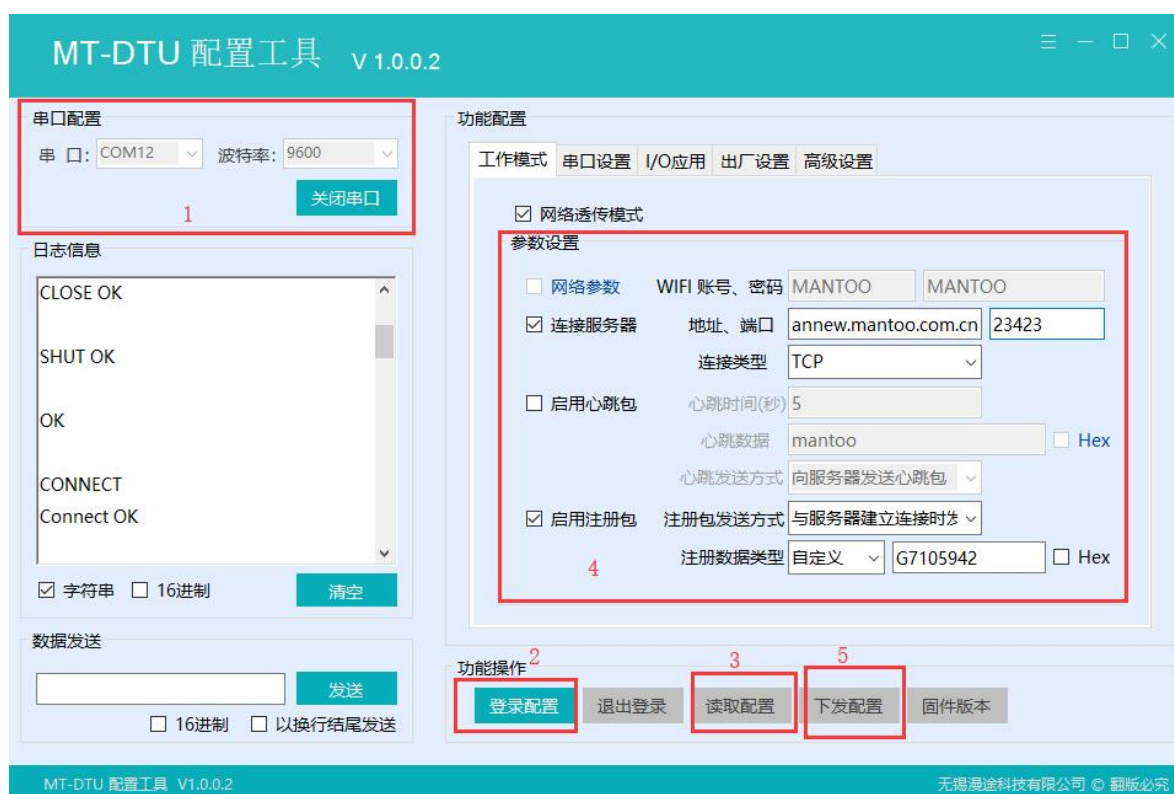 MT-DTU 配置工具 V 1.0.0.2
串口配置
串 口: COM12 波特率: 9600
关闭串口
1
日志信息
CLOSE OK
SHUT OK
OK
CONNECT
Connect OK
字符串 16进制 清空
数据发送
发送
16进制 以换行结尾发送
功能配置
工作模式 串口设置 I/O应用 出厂设置 高级设置
网络透传模式
参数设置
网络参数 WIFI 账号、密码 MANTOO MANTOO
连接服务器 地址、端口 annew.mantoo.com.cn 23423
连接类型 TCP
启用心跳包 心跳时间(秒) 5
心跳数据 mantoo Hex
心跳发送方式 向服务器发送心跳包
启用注册包 注册包发送方式 与服务器建立连接时发
注册数据类型 自定义 G7105942 Hex
4
功能操作 2 3 5
登录配置 退出登录 读取配置 下发配置 固件版本
MT-DTU 配置工具 V1.0.0.2 无锡漫途科技有限公司 © 翻版必究